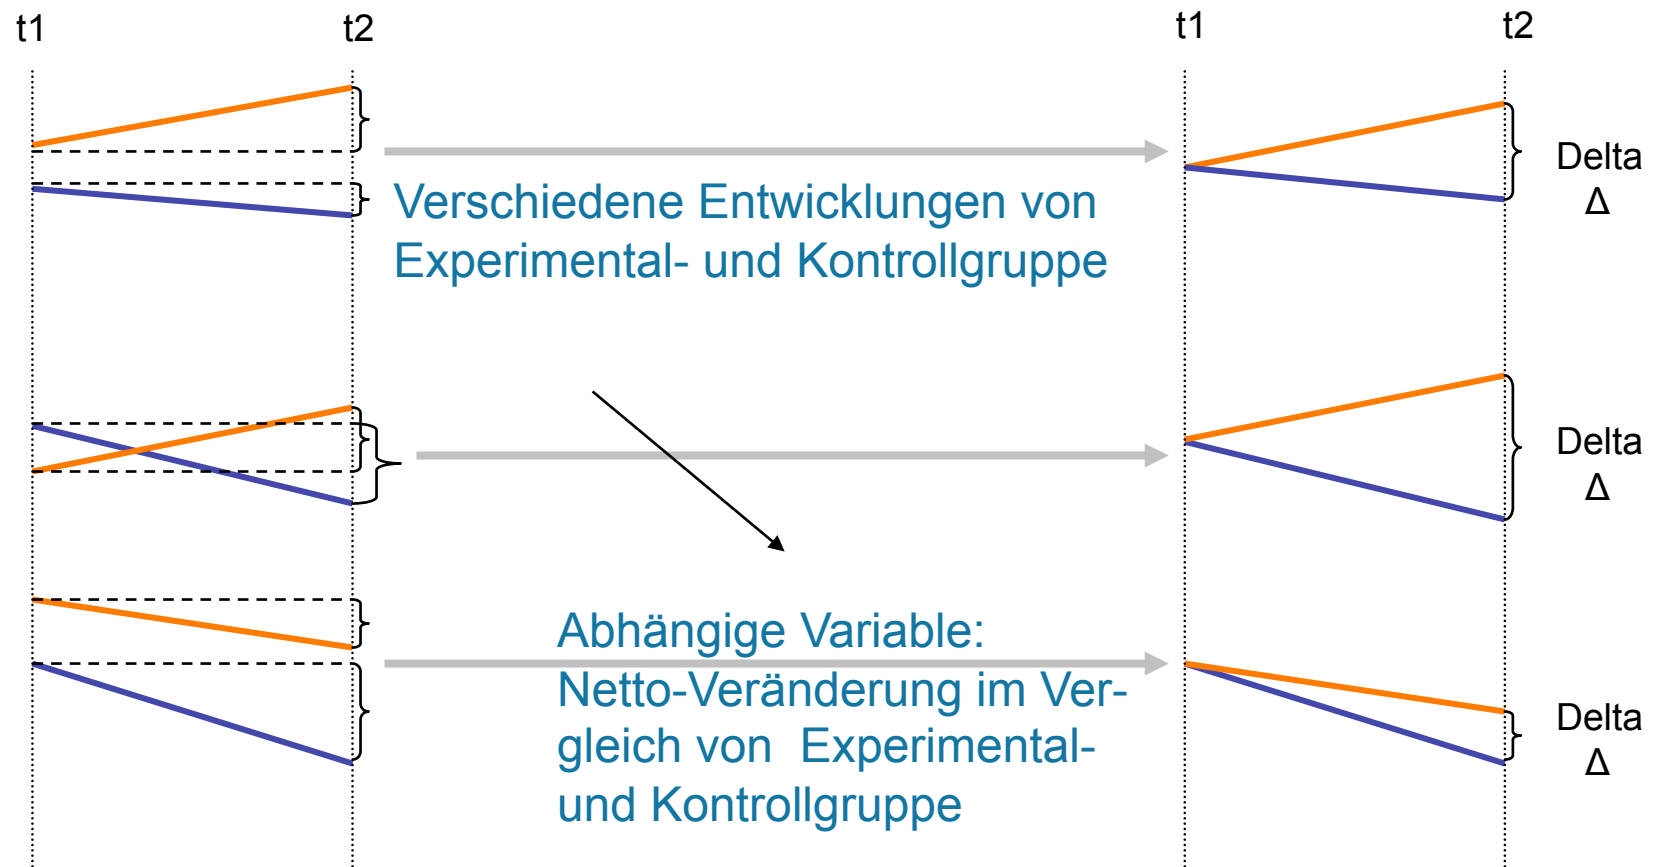 t1
t2
t1
t2
Verschiedene Entwicklungen von
Experimental- und Kontrollgruppe
Delta
Δ
Delta
Δ
Abhängige Variable:
Netto-Veränderung im Ver-
gleich von  Experimental-
und Kontrollgruppe
Delta
Δ